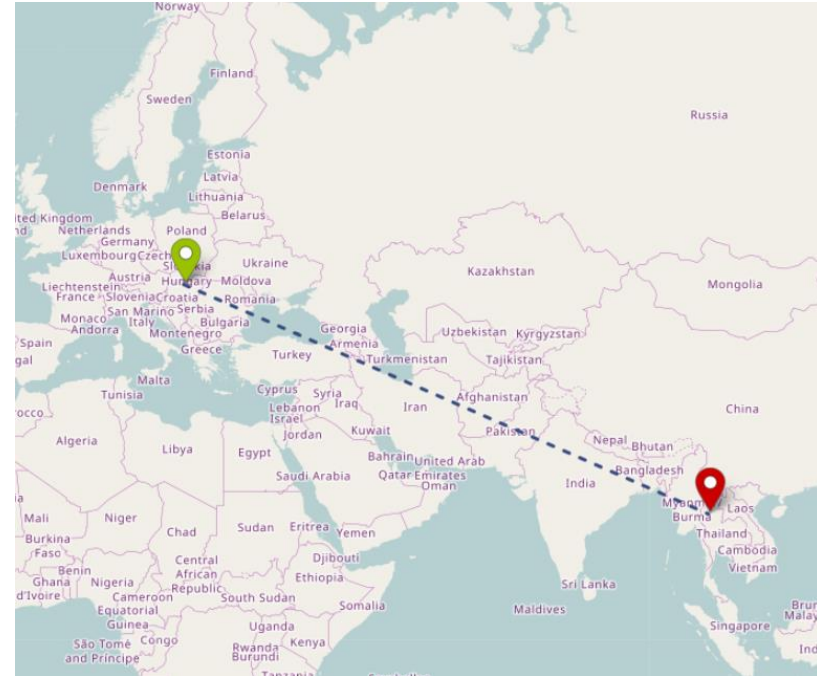 Norway
Finland
Sweden
Russia
Estonia
Latvia
Denmark
Lithuania
Belarus
ited Kingdom
nd
Netherlands
Poland
Germany
Luxembourg
Czech
Ukraine
Kazakhstan
Austria
Hungary
Moldova
Mongolia
Liechtenstein
France
Slovenia
Croatia
Romania
San Marino
Serbia
Monaco
Italy
Bulgaria
Andorra
Montenegro
Georgia
Uzbekistan
Kyrgyzstan
Armenia
Spain
Greece
Turkey
Turkmenistan
Tajikistan
gal
Malta
Tunisia
Cyprus
Syria
Afghanistan
Lebanon
Iraq
Iran
China
occo
Israel
Jordan
Kuwait
Pakistan
Nepal
Bhutan
Algeria
Libya
Egypt
Bahrain
United Arab
Bangladesh
Saudi Arabia
Qatar
Emirates
India
Oman
Laos
Burma
Mali
Niger
Chad
Sudan
Eritrea
Yemen
Thailand
Burkina
Faso
Cambodia
Djibouti
Vietnam
Benin
Central
African
Republic
Ethiopia
Ghana
Nigeria
Sri Lanka
d'Ivoire
Cameroon
South Sudan
Somalia
Maldives
Equatorial
Guinea
Uganda
Brun
Malay
Singapore
São Tomé
and Príncipe
Congo
Rwanda
Kenya
Burundi
Ind
Tanzania